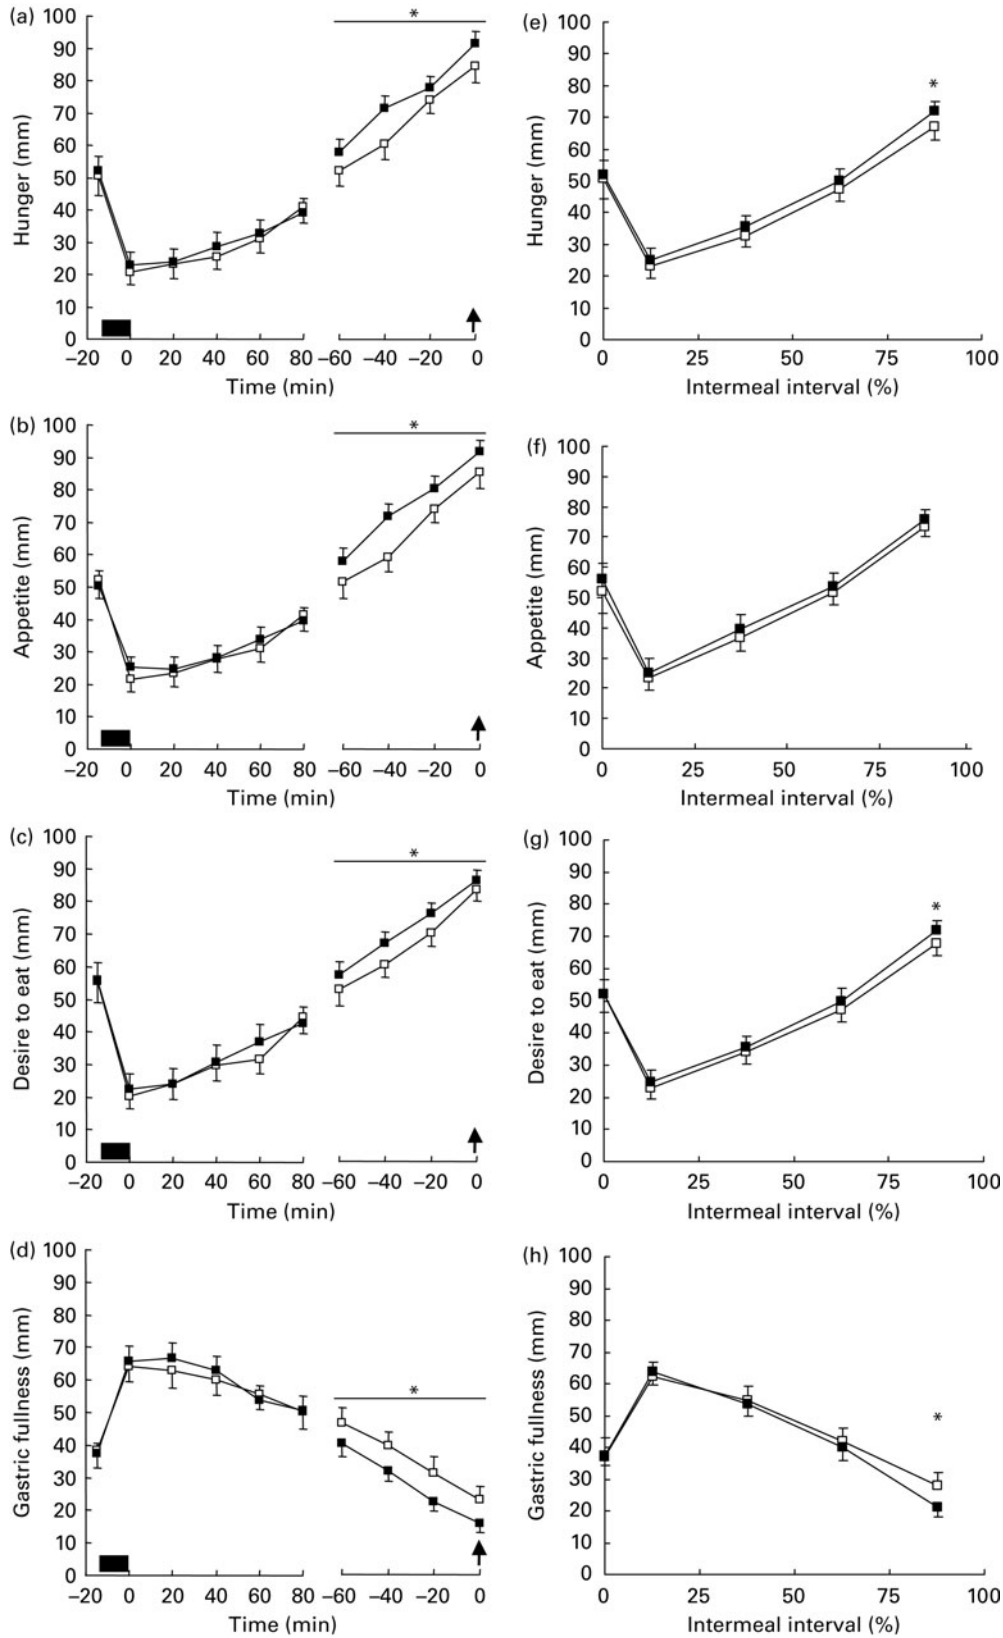 (a)
100
90
80
70
60
50
40
30
20
10
0
Hunger (mm)
*
–20 0 20 40 60 80 –60 –40 –20 0
Time (min)
(e)
100
90
80
70
60
50
40
30
20
10
0
Hunger (mm)
*
0 25 50 75 100
Intermeal interval (%)
(b)
100
90
80
70
60
50
40
30
20
10
0
Appetite (mm)
*
–20 0 20 40 60 80 –60 –40 –20 0
Time (min)
(f)
100
90
80
70
60
50
40
30
20
10
0
Appetite (mm)
0 25 50 75 100
Intermeal interval (%)
(c)
100
90
80
70
60
50
40
30
20
10
0
Desire to eat (mm)
*
–20 0 20 40 60 80 –60 –40 –20 0
Time (min)
(g)
100
90
80
70
60
50
40
30
20
10
0
Desire to eat (mm)
*
0 25 50 75 100
Intermeal interval (%)
(d)
100
90
80
70
60
50
40
30
20
10
0
Gastric fullness (mm)
*
–20 0 20 40 60 80 –60 –40 –20 0
Time (min)
(h)
100
90
80
70
60
50
40
30
20
10
0
Gastric fullness (mm)
*
0 25 50 75 100
Intermeal interval (%)